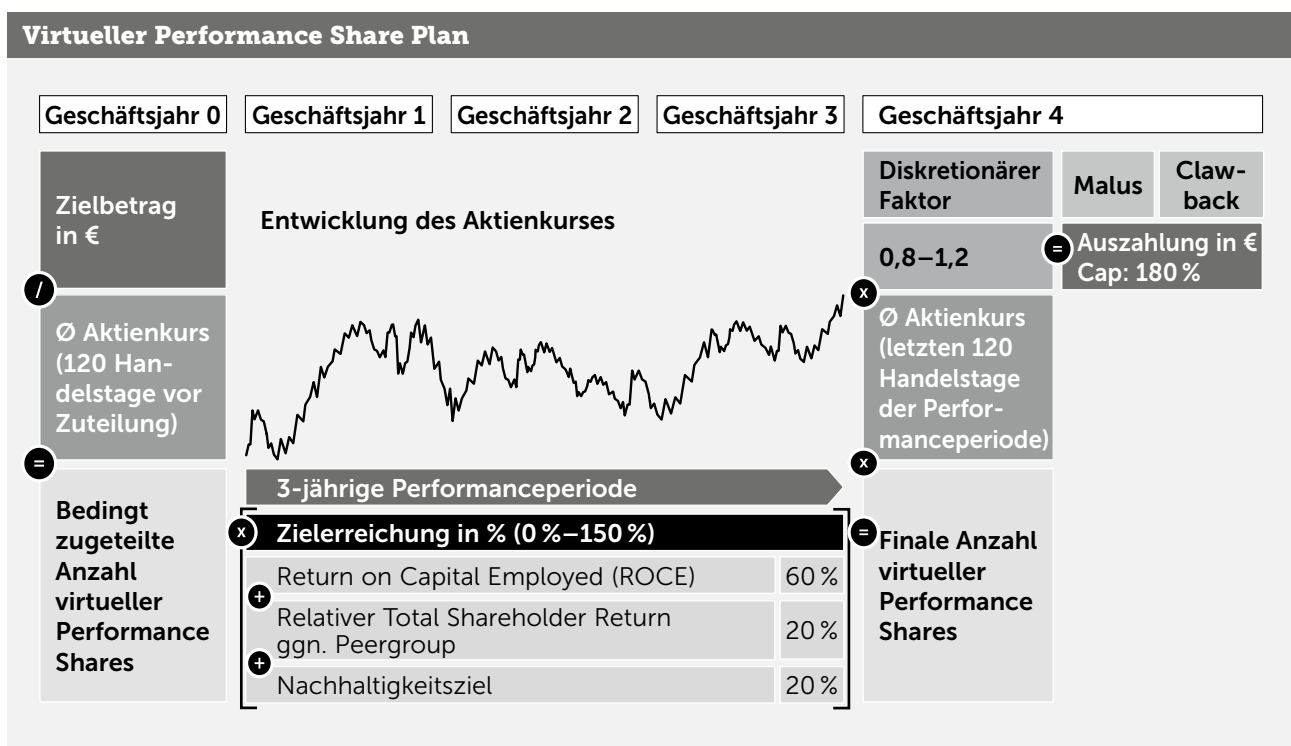 Virtueller Performance Share Plan
Geschäftsjahr 0
Geschäftsjahr 1
Geschäftsjahr 2
Geschäftsjahr 3
Geschäftsjahr 4
Zielbetrag
in €
/
Ø Aktienkurs
(120 Han-
delstage vor
Zuteilung)
=
Bedingt
zugeteilte
Anzahl
virtueller
Performance
Shares
Entwicklung des Aktienkurses
3-jährige Performanceperiode
x
Zielerreichung in % (0 %–150 %)
Return on Capital Employed (ROCE) 60 %
+
Relativer Total Shareholder Return
ggn. Peergroup 20 %
+
Nachhaltigkeitsziel 20 %
Diskretionärer
Faktor
0,8–1,2
x
Ø Aktienkurs
(letzten 120
Handelstage
der Perfor-
manceperiode)
x
=
Finale Anzahl
virtueller
Performance
Shares
Malus
Claw-
back
=
Auszahlung in €
Cap: 180 %